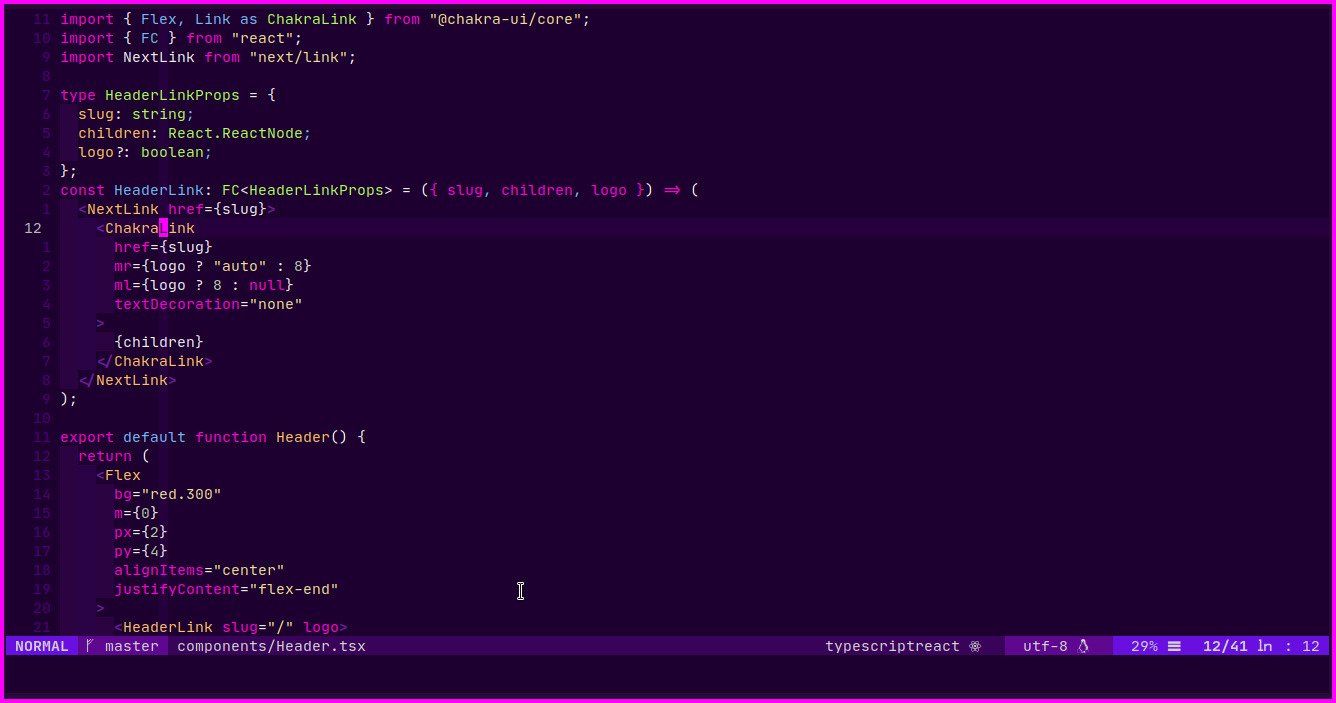 11 import { Flex, Link as ChakraLink } from "@chakra-ui/core";
10 import { FC } from "react";
9 import NextLink from "next/link";
8
7 type HeaderLinkProps = {
6   slug: string;
5   children: React.ReactNode;
4   logo?: boolean;
3 };
2 const HeaderLink: FC<HeaderLinkProps> = ({ slug, children, logo }) => (
1   <NextLink href={slug}>
12     <ChakraLink
1       href={slug}
2       mr={logo ? "auto" : 8}
3       ml={logo ? 8 : null}
4       textDecoration="none"
5     >
6       {children}
7     </ChakraLink>
8   </NextLink>
9 );
10
11 export default function Header() {
12   return (
13     <Flex
14       bg="red.300"
15       m={0}
16       px={2}
17       py={4}
18       alignItems="center"
19       justifyContent="flex-end"
20     >
21       <HeaderLink slug="/" logo>
NORMAL master components/Header.tsx typescriptreact utf-8 29% ☰ 12/41 ln : 12